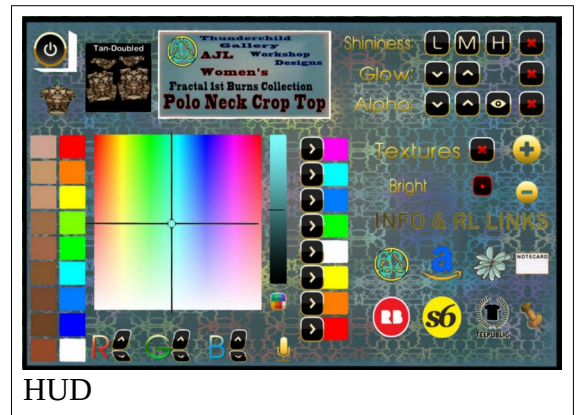 Tan-Doubled
Thunderchild
Gallery
AJL Workshop
Designs
Women's
Fractal 1st Burns Collection
Polo Neck Crop Top
Shininess: L M H
Glow:
Alpha:
Textures
Bright
INFO & RL LINKS
a
NOTECARD
RB
s6
TEEPUBLIC
R G B
HUD